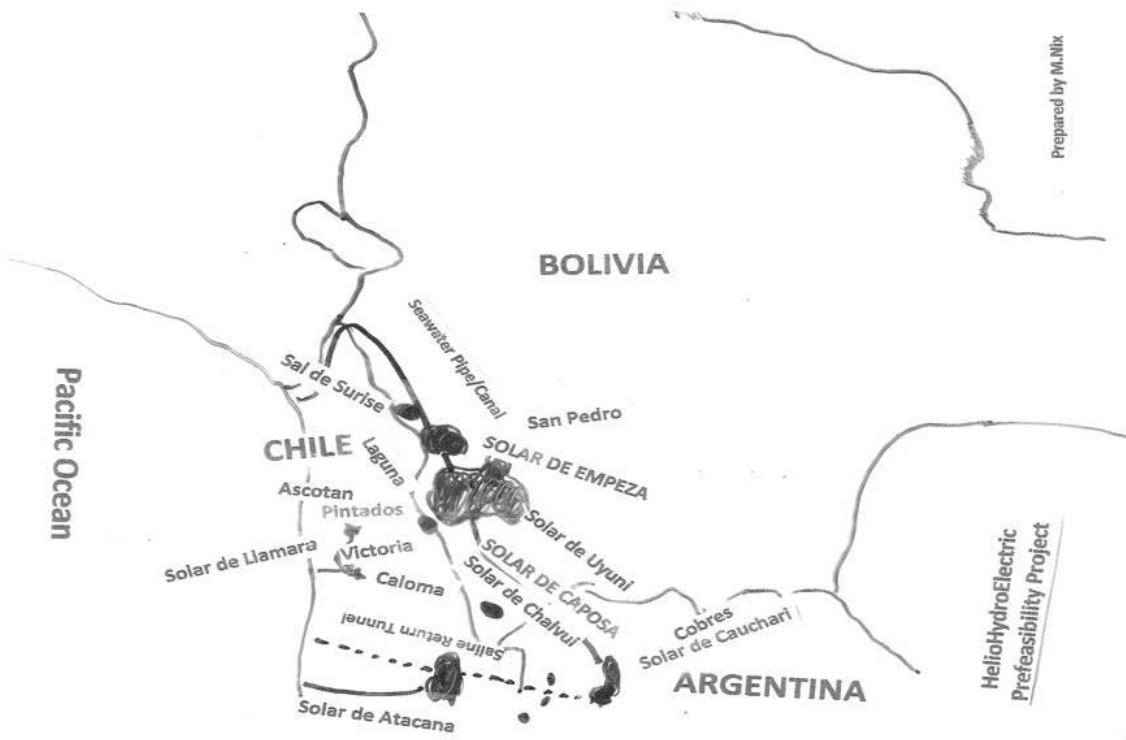 Prepared by M.Nix
BOLIVIA
Pacific Ocean
Seawater Pipe/Canal
Sal de Surise
San Pedro
CHILE
Laguna
SOLAR DE EMPEZA
Ascotan
Pintados
Solar de Uyuni
Solar de Llamara
Victoria
SOLAR DE CAPOSA
Caloma
Solar de Chalvui
Cobres
Solar de Cauchari
Saline Return Tunnel
ARGENTINA
Solar de Atacana
HelioHydroElectric
Prefeasibility Project